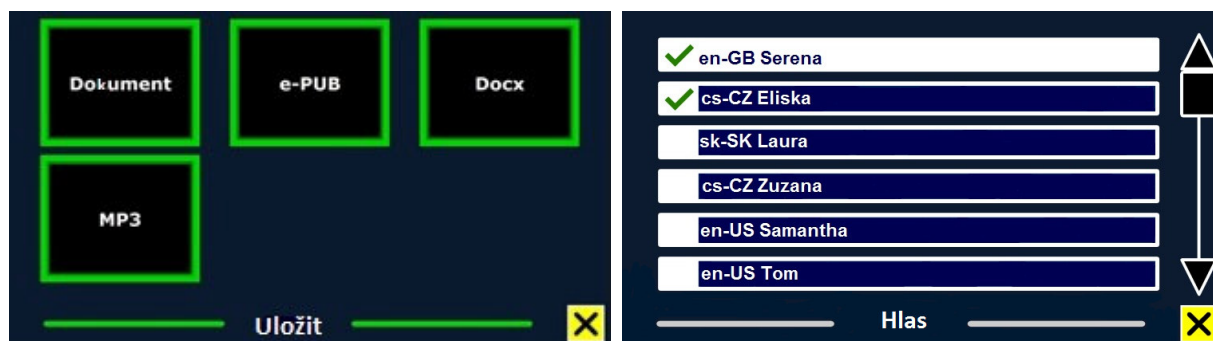 Dokument e-PUB Docx
MP3
Uložit
en-GB Serena
cs-CZ Eliska
sk-SK Laura
cs-CZ Zuzana
en-US Samantha
en-US Tom
Hlas